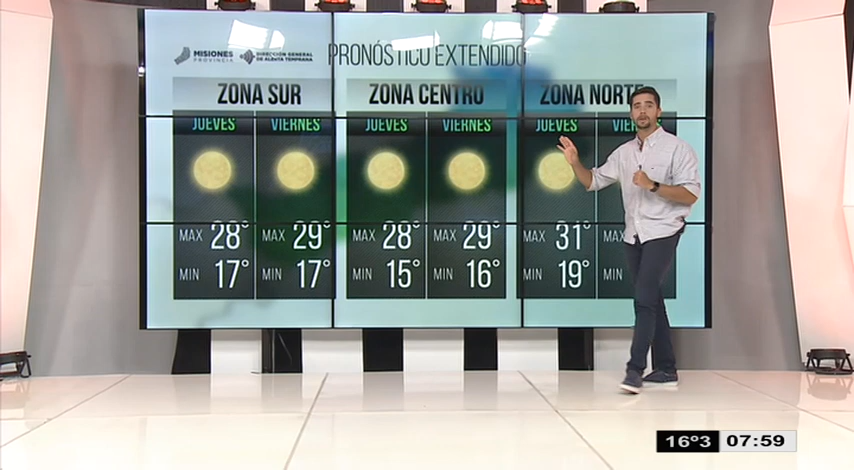 MISIONES
PROVINCIA
DIRECCIÓN GENERAL
DE ALERTA TEMPRANA
PRONÓSTICO EXTENDIDO
ZONA SUR
ZONA CENTRO
ZONA NORTE
JUEVES
VIERNES
JUEVES
VIERNES
JUEVES
MAX 28°
MAX 29°
MAX 28°
MAX 29°
MAX 31°
MAX
MIN 17°
MIN 17°
MIN 15°
MIN 16°
MIN 19°
MIN
16º3 07:59